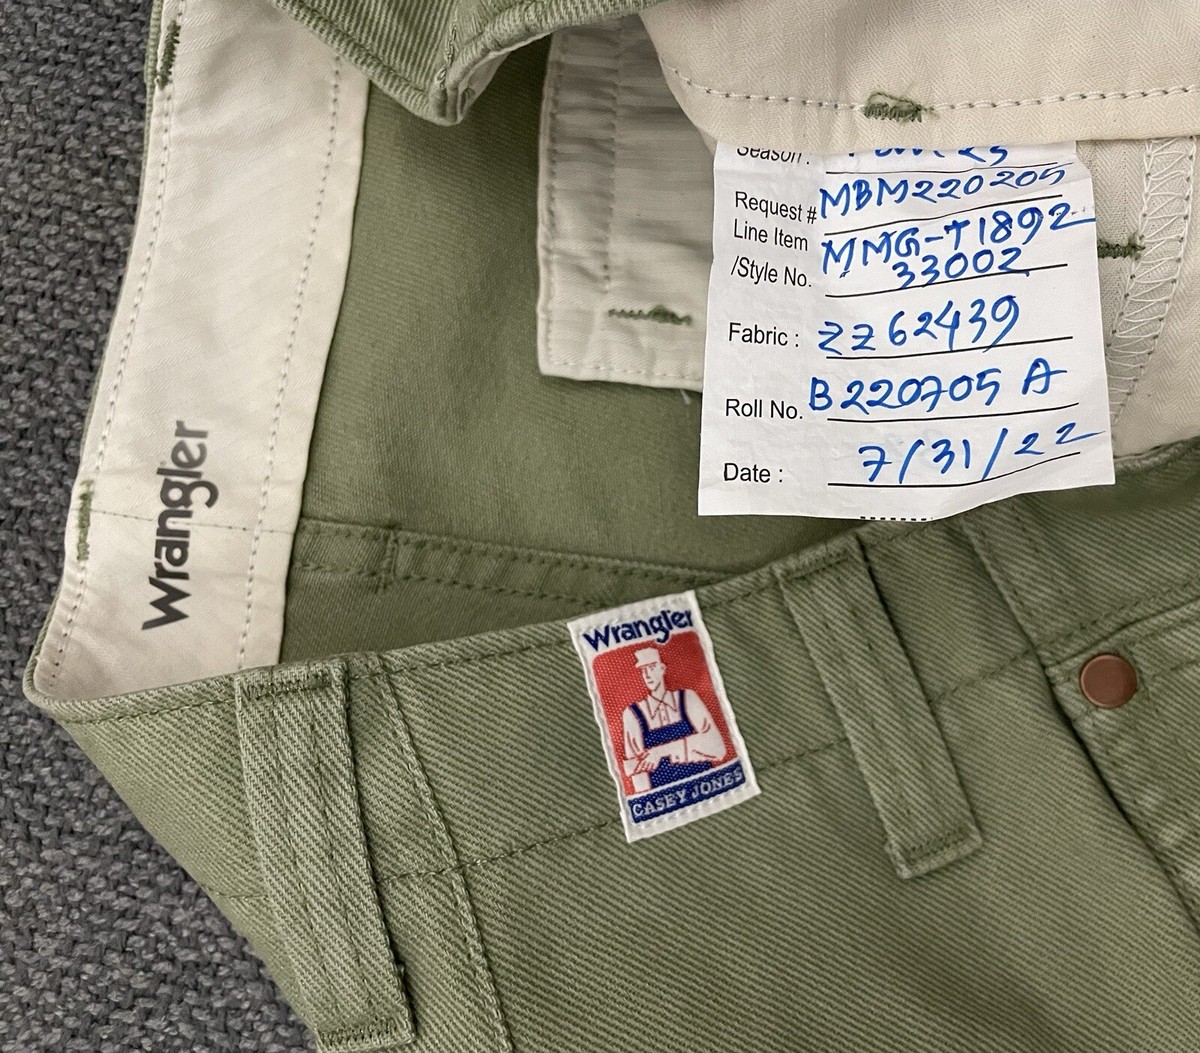 Season :
Request # MBM220205
Line Item MMG-T1892
/Style No. 33002
Fabric : ZZ62439
Roll No. B220705 A
Date : 7/31/22
Wrangler
Wrangler
CASEY JONES